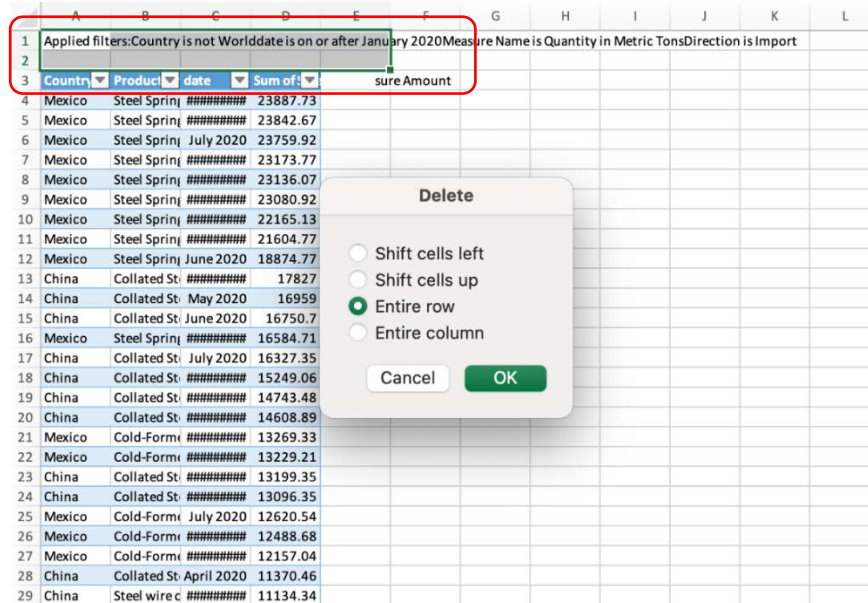 A B C D E F G H I J K L
1 Applied filters:Country is not Worlddate is on or after January 2020Measure Name is Quantity in Metric TonsDirection is Import
2
3 Country Product date Sum of sure Amount
4 Mexico Steel Spring ######### 23887.73
5 Mexico Steel Spring ######### 23842.67
6 Mexico Steel Spring July 2020 23759.92
7 Mexico Steel Spring ######### 23173.77
8 Mexico Steel Spring ######### 23136.07
9 Mexico Steel Spring ######### 23080.92
10 Mexico Steel Spring ######### 22165.13
11 Mexico Steel Spring ######### 21604.77
12 Mexico Steel Spring June 2020 18874.77
13 China Collated St ######### 17827
14 China Collated St May 2020 16959
15 China Collated St June 2020 16750.7
16 Mexico Steel Spring ######### 16584.71
17 China Collated St July 2020 16327.35
18 China Collated St ######### 15249.06
19 China Collated St ######### 14743.48
20 China Collated St ######### 14608.89
21 Mexico Cold-Forme ######### 13269.33
22 Mexico Cold-Forme ######### 13229.21
23 China Collated St ######### 13199.35
24 China Collated St ######### 13096.35
25 Mexico Cold-Forme July 2020 12620.54
26 Mexico Cold-Forme ######### 12488.68
27 Mexico Cold-Forme ######### 12157.04
28 China Collated St April 2020 11370.46
29 China Steel wire c ######### 11134.34
Delete
Shift cells left
Shift cells up
Entire row
Entire column
Cancel OK